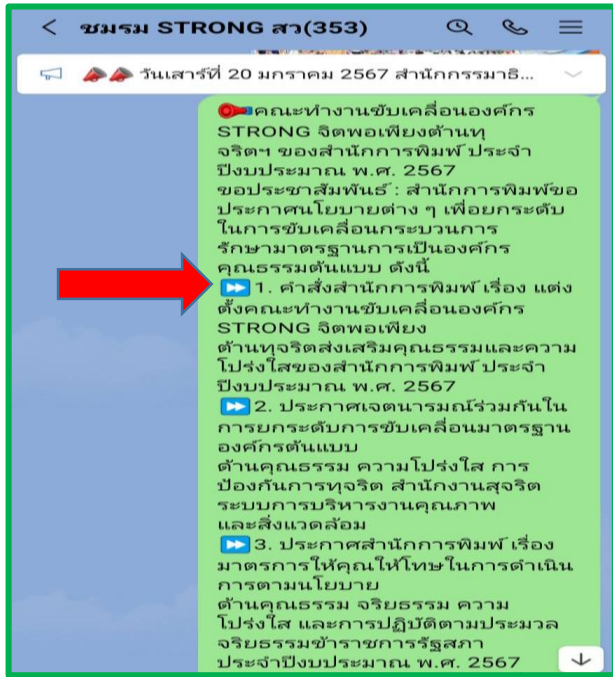 ชมรม STRONG สว(353)
วันเสาร์ที่ 20 มกราคม 2567 สำนักกรรมาธิ...
คณะทำงานขับเคลื่อนองค์กร
STRONG จิตพอเพียงต้านทุ
จริตฯ ของสำนักการพิมพ์ ประจำ
ปีงบประมาณ พ.ศ. 2567
ขอประชาสัมพันธ์ : สำนักการพิมพ์ขอ
ประกาศนโยบายต่าง ๆ เพื่อยกระดับ
ในการขับเคลื่อนกระบวนการ
รักษามาตรฐานการเป็นองค์กร
คุณธรรมต้นแบบ ดังนี้
1. คำสั่งสำนักการพิมพ์ เรื่อง แต่ง
ตั้งคณะทำงานขับเคลื่อนองค์กร
STRONG จิตพอเพียง
ต้านทุจริตส่งเสริมคุณธรรมและความ
โปร่งใสของสำนักการพิมพ์ ประจำ
ปีงบประมาณ พ.ศ. 2567
2. ประกาศเจตนารมณ์ร่วมกันใน
การยกระดับการขับเคลื่อนมาตรฐาน
องค์กรต้นแบบ
ด้านคุณธรรม ความโปร่งใส การ
ป้องกันการทุจริต สำนักงานสุจริต
ระบบการบริหารงานคุณภาพ
และสิ่งแวดล้อม
3. ประกาศสำนักการพิมพ์ เรื่อง
มาตรการให้คุณให้โทษในการดำเนิน
การตามนโยบาย
ด้านคุณธรรม จริยธรรม ความ
โปร่งใส และการปฏิบัติตามประมวล
จริยธรรมข้าราชการรัฐสภา
ประจำปีงบประมาณ พ.ศ. 2567